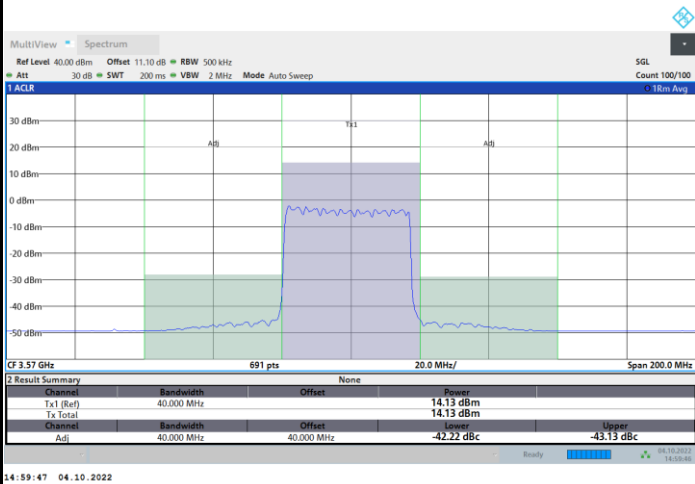 MultiView Spectrum
Ref Level 40.00 dBm Offset 11.10 dB RBW 500 kHz SGL
Att 30 dB SWT 200 ms VBW 2 MHz Mode Auto Sweep Count 100/100
1 ACLR 1Rm Avg
30 dBm
Tx1
20 dBm Adj Adj
10 dBm
0 dBm
-10 dBm
-20 dBm
-30 dBm
-40 dBm
-50 dBm
CF 3.57 GHz 691 pts 20.0 MHz/ Span 200.0 MHz
2 Result Summary None
Channel Bandwidth Offset Power
Tx1 (Ref) 40.000 MHz 14.13 dBm
Tx Total 14.13 dBm
Channel Bandwidth Offset Lower Upper
Adj 40.000 MHz 40.000 MHz -42.22 dBc -43.13 dBc
Ready 04.10.2022
14:59:46
14:59:47 04.10.2022